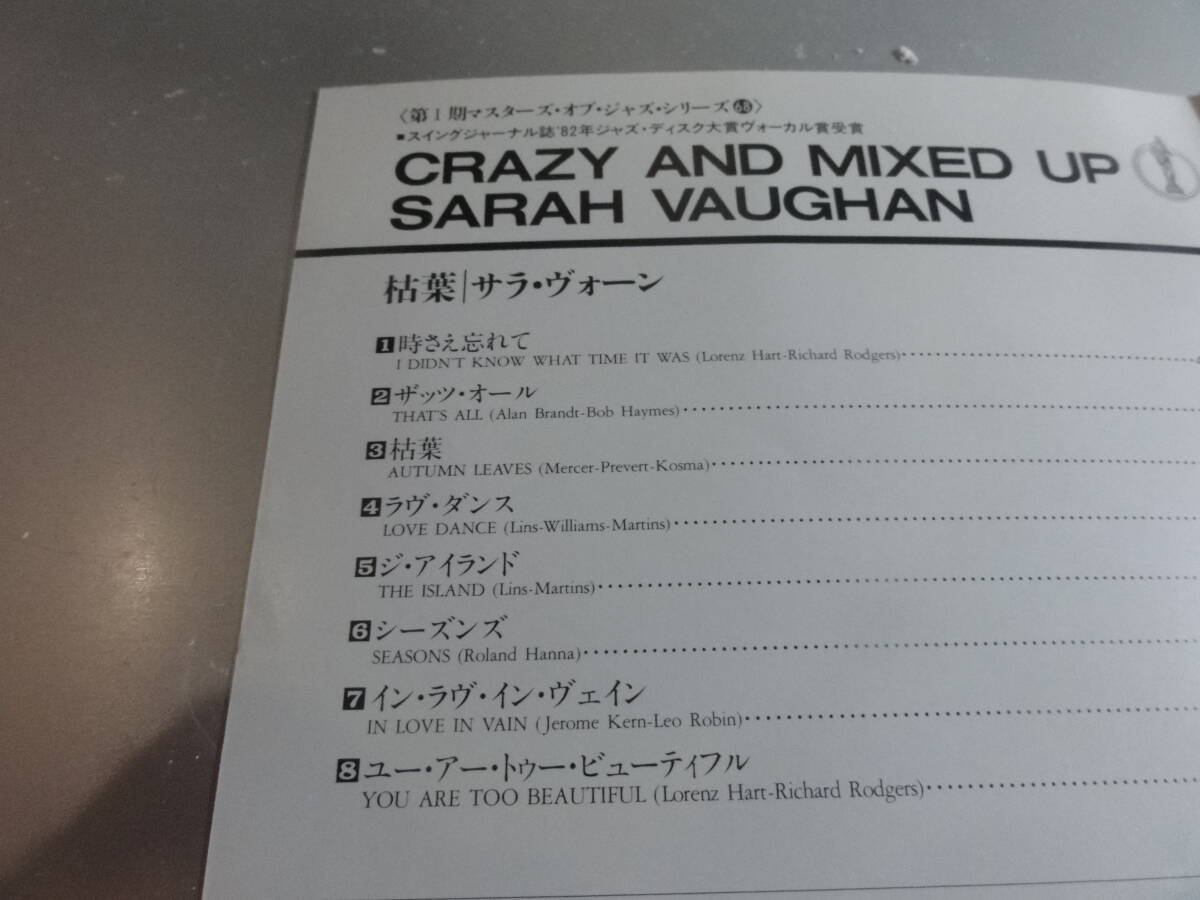 〈第Ⅰ期マスターズ・オブ・ジャズ・シリーズ68〉
■スイングジャーナル誌'82年ジャズ・ディスク大賞ヴォーカル賞受賞
CRAZY AND MIXED UP
SARAH VAUGHAN
枯葉|サラ・ヴォーン
1時さえ忘れて
I DIDN'T KNOW WHAT TIME IT WAS (Lorenz Hart-Richard Rodgers)
2ザッツ・オール
THAT'S ALL (Alan Brandt-Bob Haymes)
3枯葉
AUTUMN LEAVES (Mercer-Prevert-Kosma)
4ラヴ・ダンス
LOVE DANCE (Lins-Williams-Martins)
5ジ・アイランド
THE ISLAND (Lins-Martins)
6シーズンズ
SEASONS (Roland Hanna)
7イン・ラヴ・イン・ヴェイン
IN LOVE IN VAIN (Jerome Kern-Leo Robin)
8ユー・アー・トゥー・ビューティフル
YOU ARE TOO BEAUTIFUL (Lorenz Hart-Richard Rodgers)